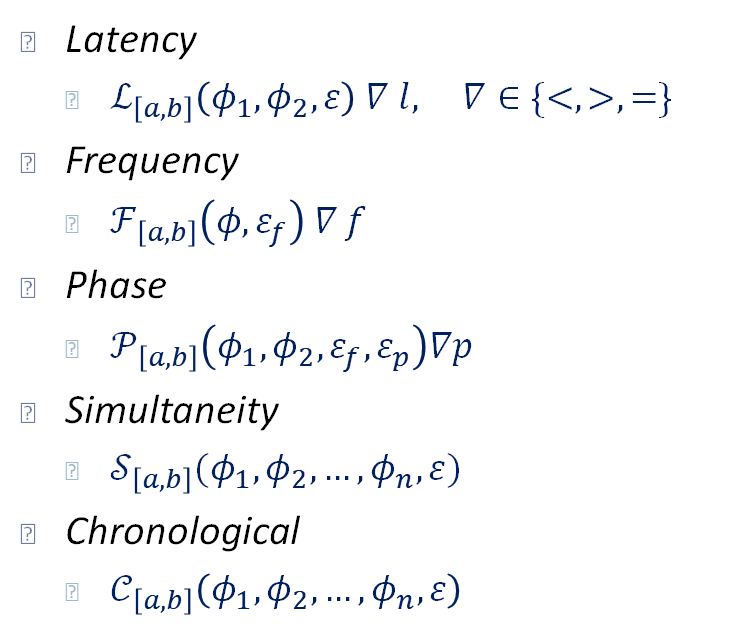 Latency
ℒ[a,b](ϕ1, ϕ2, ε) ∇ l, ∇ ∈ {<, >, =}
Frequency
ℱ[a,b](ϕ, εf) ∇ f
Phase
𝒫[a,b](ϕ1, ϕ2, εf, εp)∇p
Simultaneity
𝒮[a,b](ϕ1, ϕ2, … , ϕn, ε)
Chronological
𝒞[a,b](ϕ1, ϕ2, … , ϕn, ε)